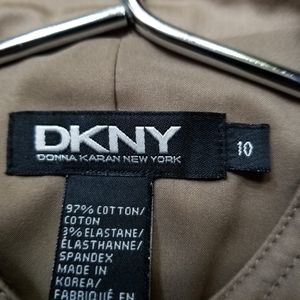 DKNY
DONNA KARAN NEW YORK
10
97% COTTON/
COTON
3% ELASTANE/
ÉLASTHANNE/
SPANDEX
MADE IN
KOREA/
FABRIQUÉ EN